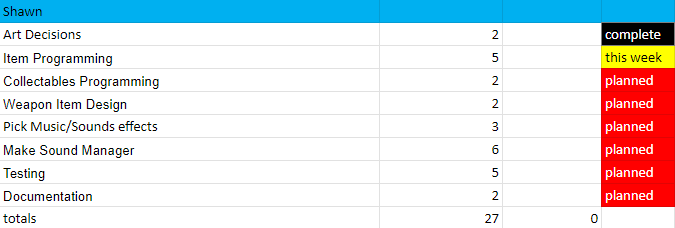 Shawn
Art Decisions 2 complete
Item Programming 5 this week
Collectables Programming 2 planned
Weapon Item Design 2 planned
Pick Music/Sounds effects 3 planned
Make Sound Manager 6 planned
Testing 5 planned
Documentation 2 planned
totals 27 0